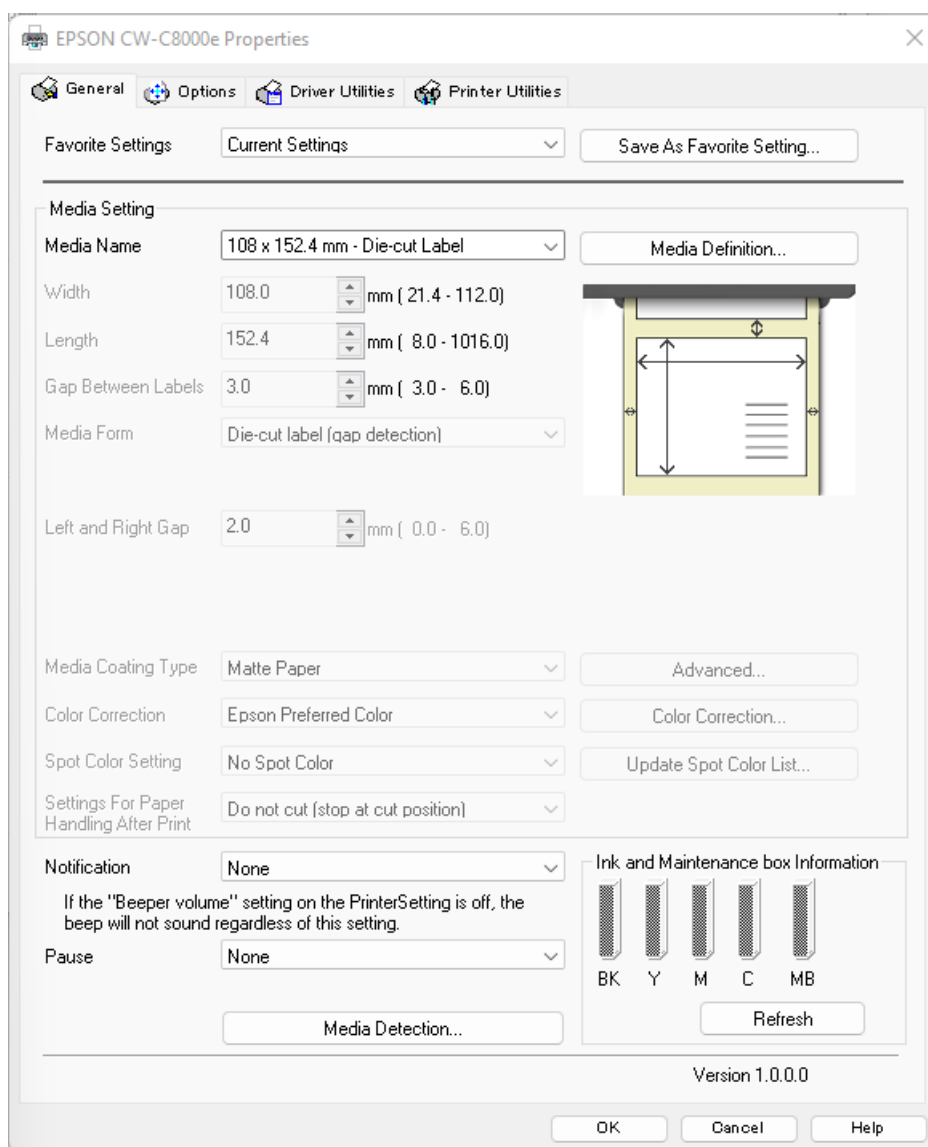 EPSON CW-C8000e Properties
General
Options
Driver Utilities
Printer Utilities
Favorite Settings
Current Settings
Save As Favorite Setting...
Media Setting
Media Name
108 x 152.4 mm - Die-cut Label
Media Definition...
Width
108.0
mm ( 21.4 - 112.0)
Length
152.4
mm ( 8.0 - 1016.0)
Gap Between Labels
3.0
mm ( 3.0 - 6.0)
Media Form
Die-cut label (gap detection)
Left and Right Gap
2.0
mm ( 0.0 - 6.0)
Media Coating Type
Matte Paper
Advanced...
Color Correction
Epson Preferred Color
Color Correction...
Spot Color Setting
No Spot Color
Update Spot Color List...
Settings For Paper
Handling After Print
Do not cut (stop at cut position)
Notification
None
If the "Beeper volume" setting on the PrinterSetting is off, the
beep will not sound regardless of this setting.
Pause
None
Media Detection...
Ink and Maintenance box Information
BK Y M C MB
Refresh
Version 1.0.0.0
OK
Cancel
Help